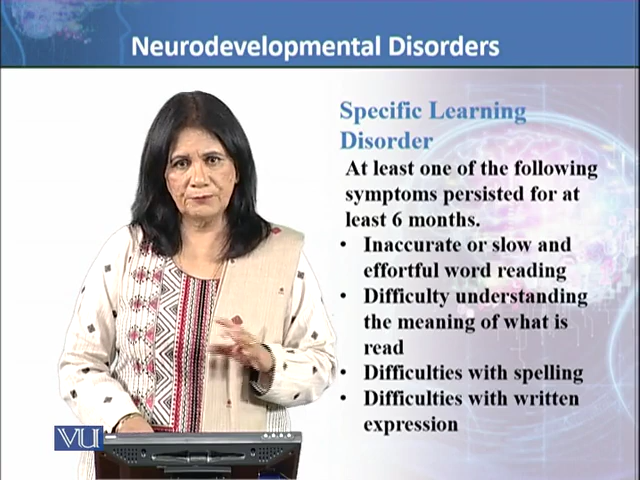 Neurodevelopmental Disorders
Specific Learning
Disorder
At least one of the following
symptoms persisted for at
least 6 months.
• Inaccurate or slow and
effortful word reading
• Difficulty understanding
the meaning of what is
read
• Difficulties with spelling
• Difficulties with written
expression
VU